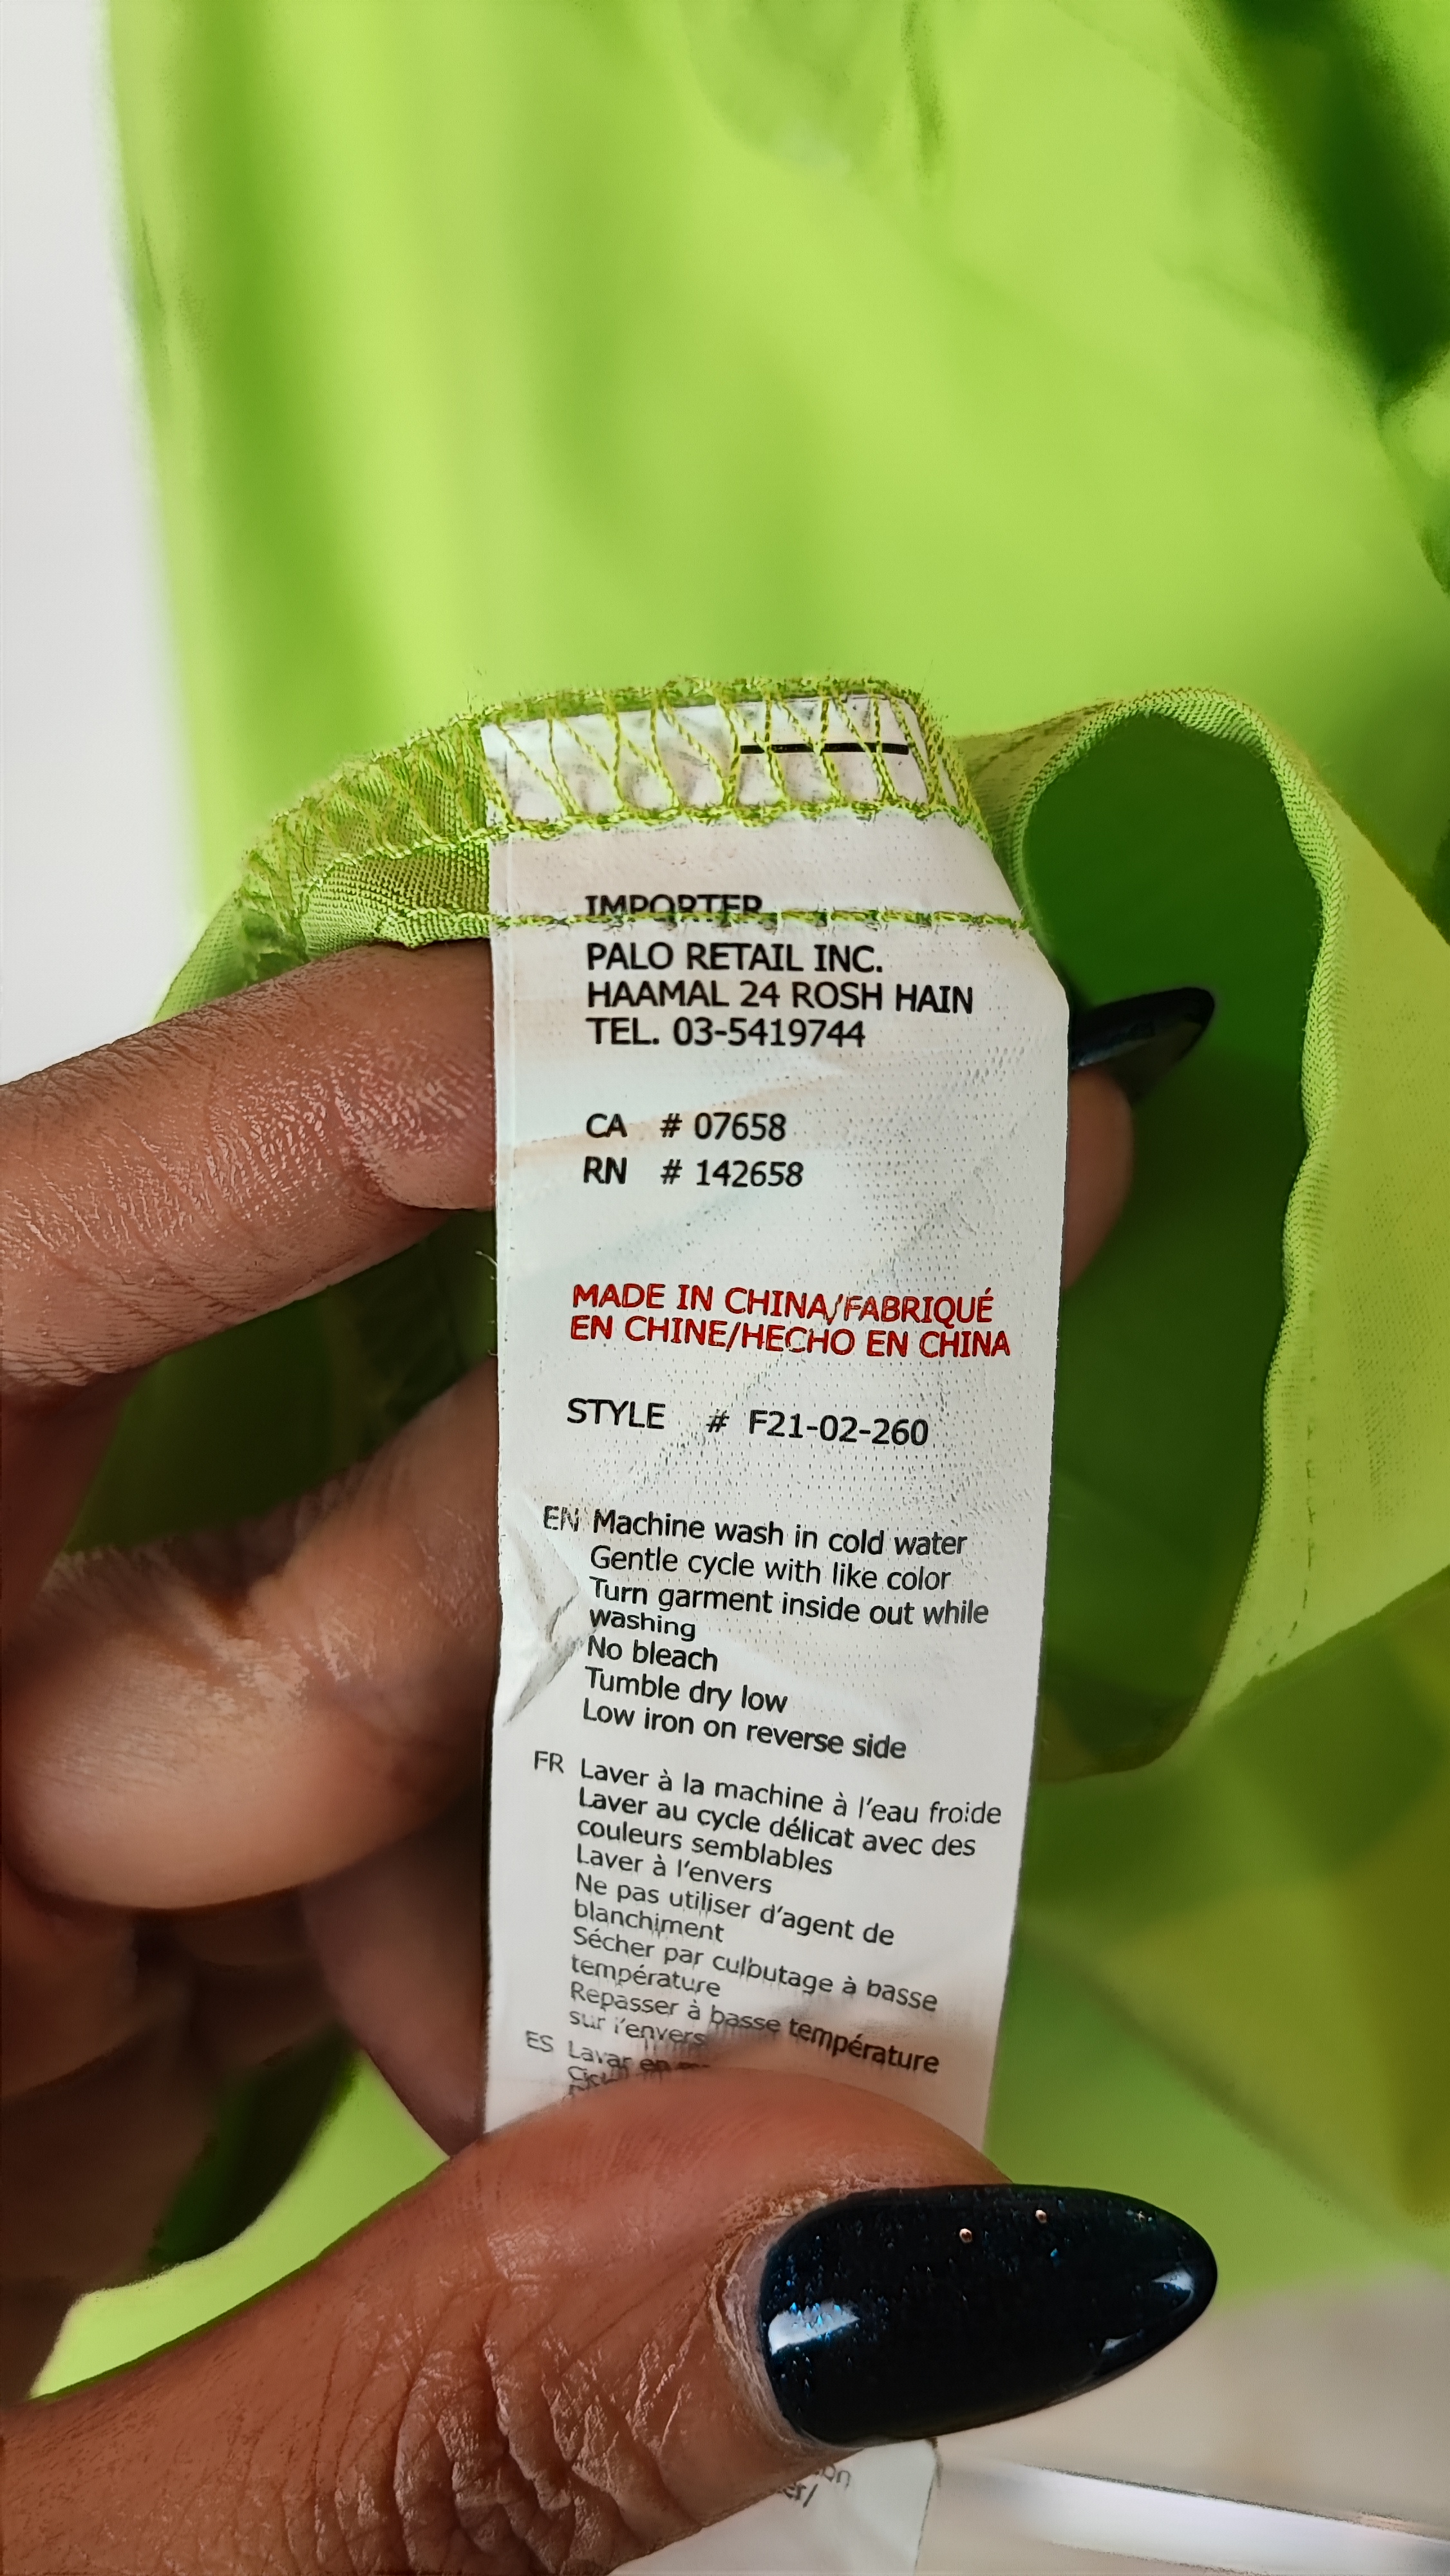 IMPORTER
PALO RETAIL INC.
HAAMAL 24 ROSH HAIN
TEL. 03-5419744
CA # 07658
RN # 142658
MADE IN CHINA/FABRIQUÉ
EN CHINE/HECHO EN CHINA
STYLE # F21-02-260
EN Machine wash in cold water
Gentle cycle with like color
Turn garment inside out while
washing
No bleach
Tumble dry low
Low iron on reverse side
FR Laver à la machine à l'eau froide
Laver au cycle délicat avec des
couleurs semblables
Laver à l'envers
Ne pas utiliser d'agent de
blanchiment
Sécher par culbutage à basse
température
Repasser à basse température
sur l'envers
ES Lavar en